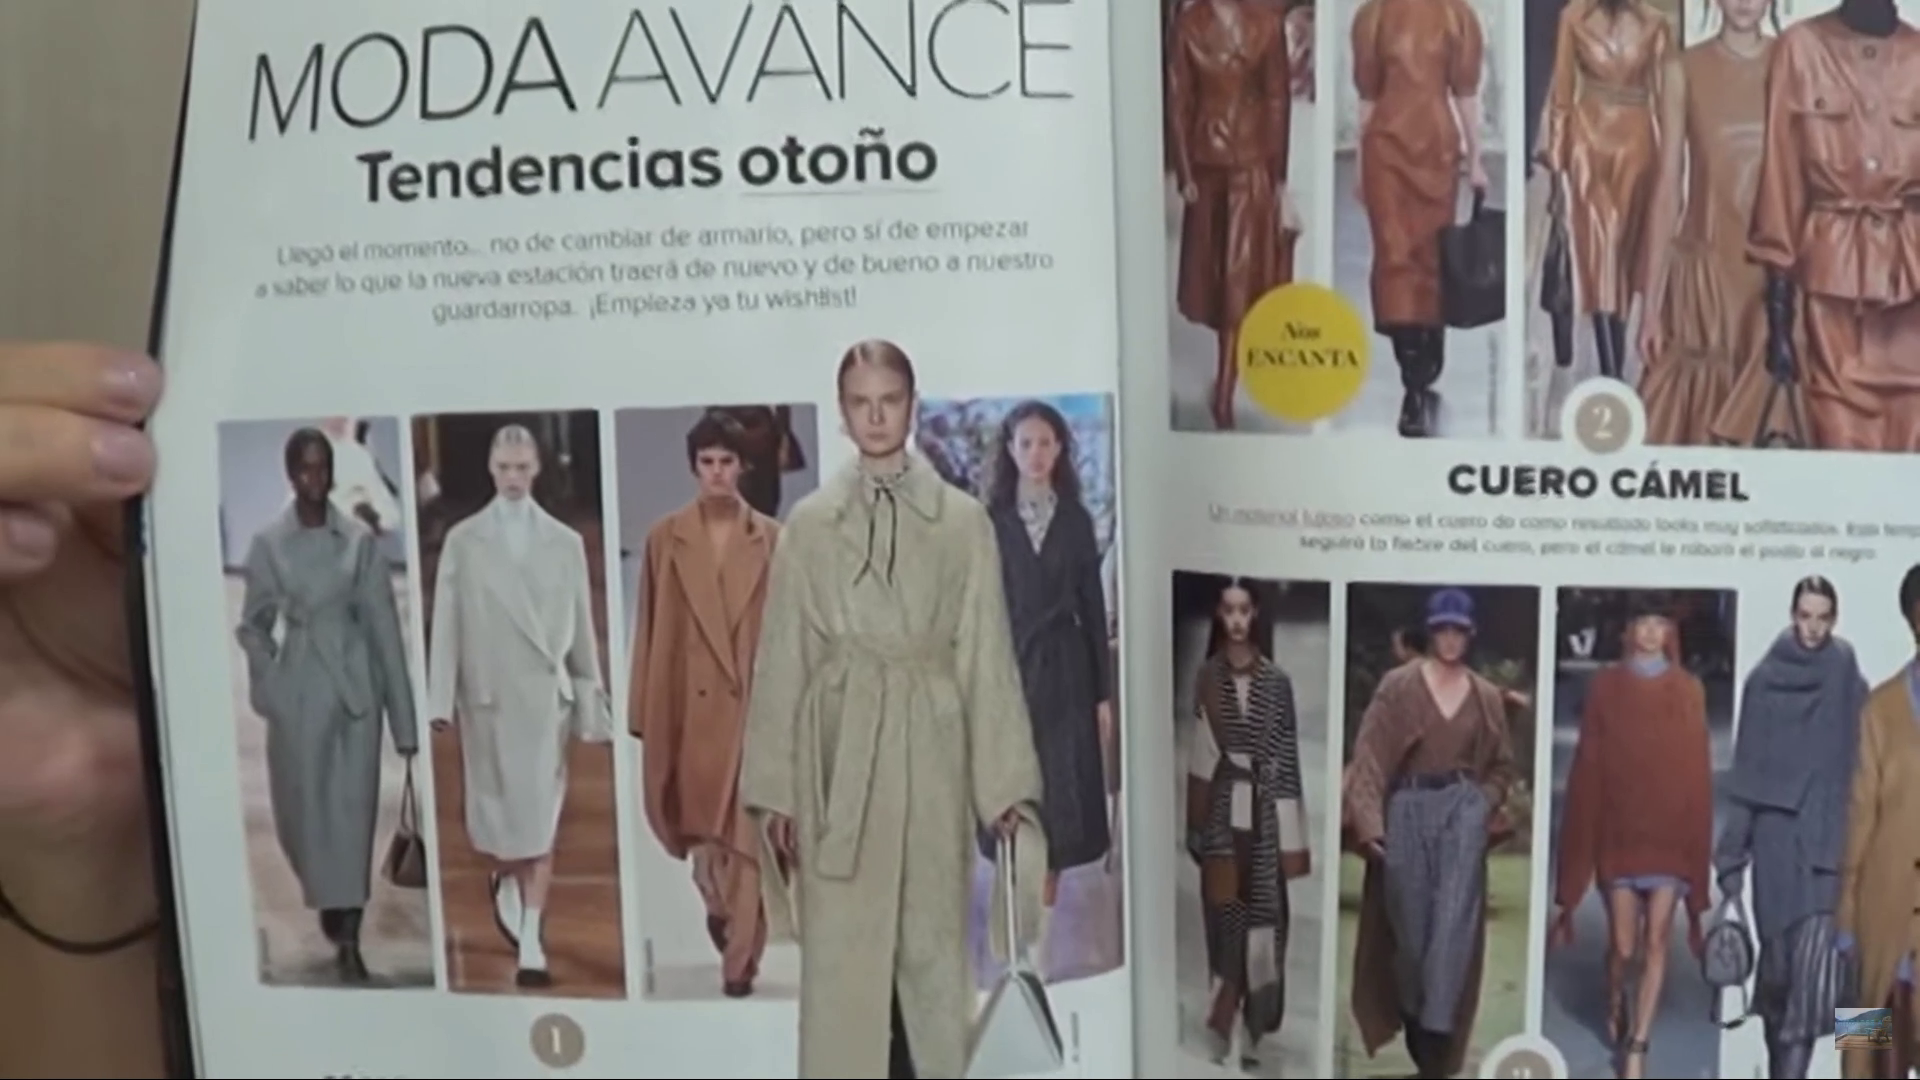 MODA AVANCE
Tendencias otoño
Llegó el momento... no de cambiar de armario, pero sí de empezar
a saber lo que la nueva estación traerá de nuevo y de bueno a nuestro
guardarropa. ¡Empieza ya tu wishlist!
1
Nos
ENCANTA
2
CUERO CÁMEL
Un material lujoso como el cuero da como resultado looks muy sofisticados. Esta
seguirá la fiebre del cuero, pero el cámel le robará el podio al negro
3